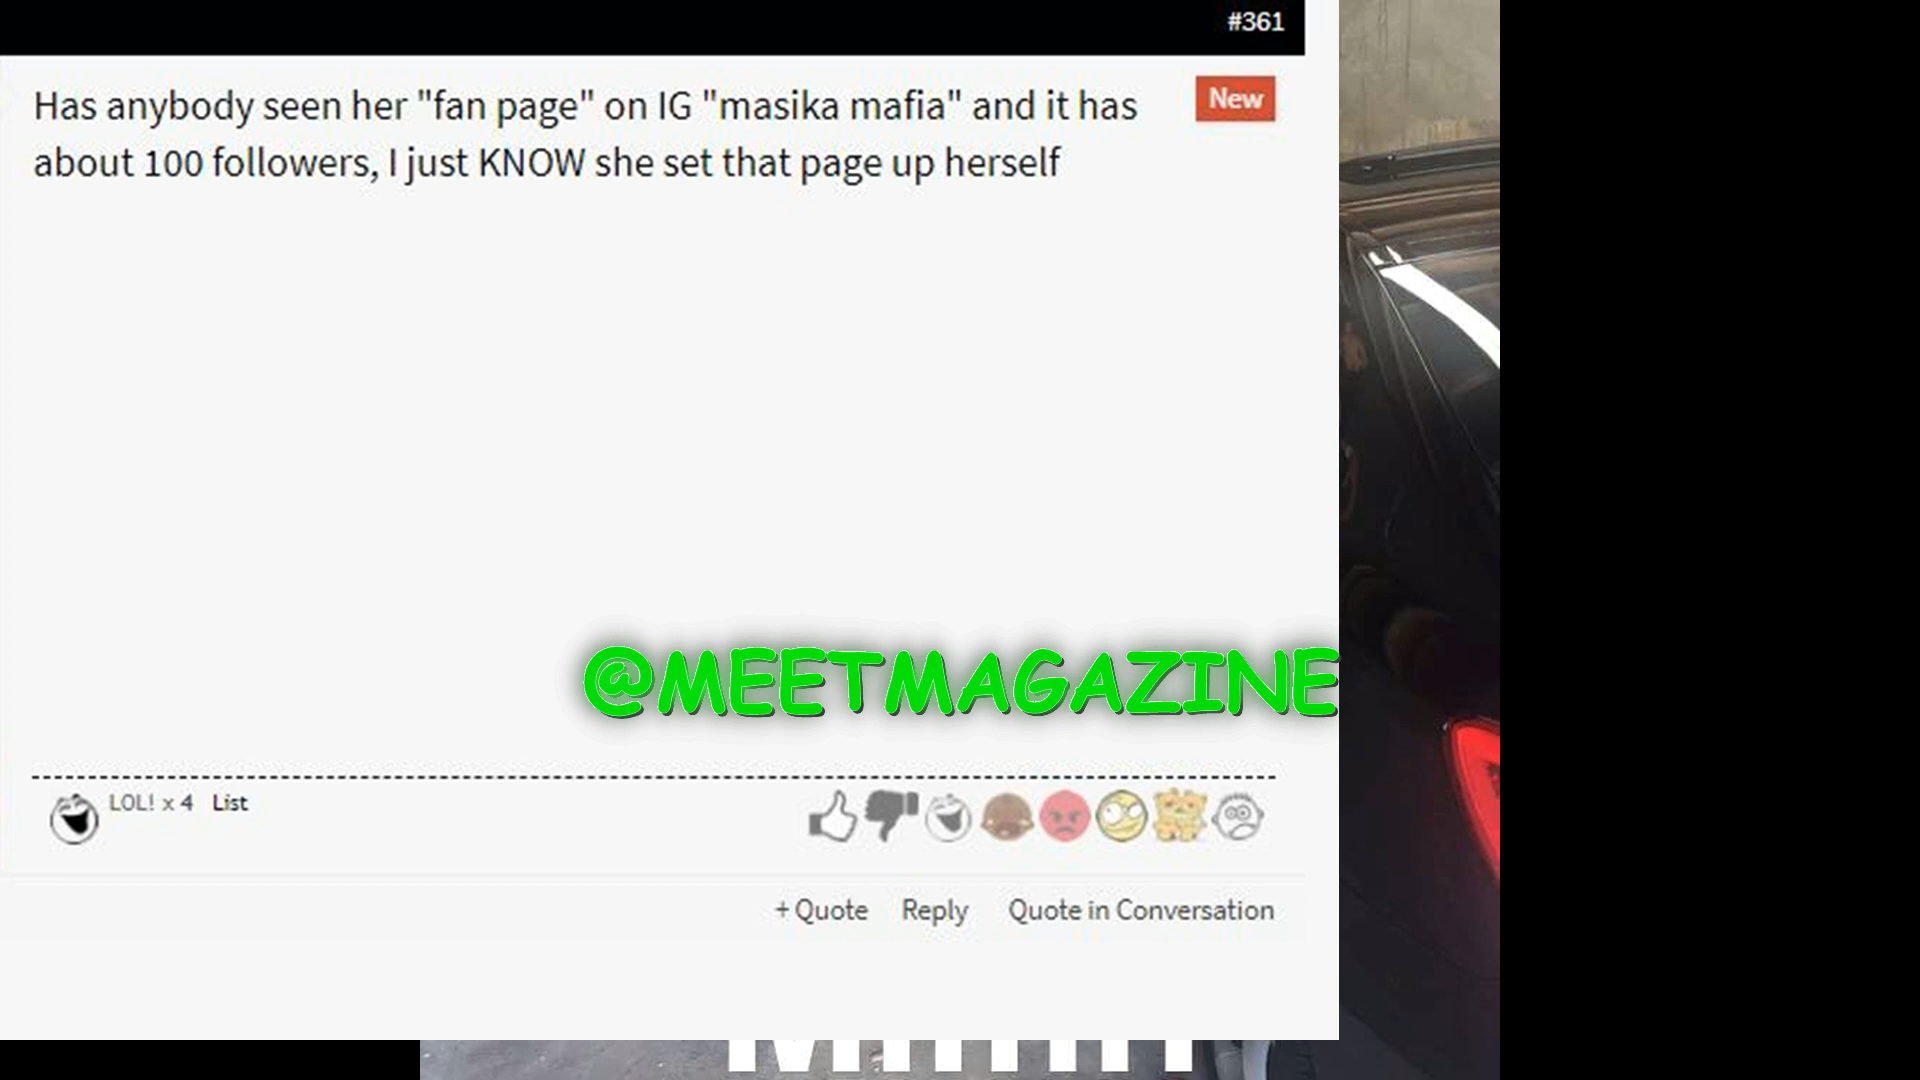 #361
Has anybody seen her "fan page" on IG "masika mafia" and it has
New
about 100 followers, I just KNOW she set that page up herself
@MEETMAGAZINE
LOL! x 4 List
+ Quote Reply Quote in Conversation